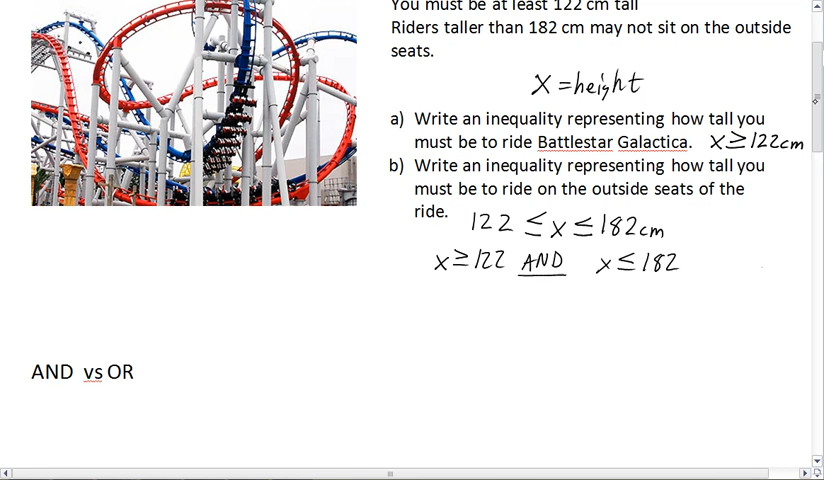 You must be at least 122 cm tall
Riders taller than 182 cm may not sit on the outside
seats.
x = height
a) Write an inequality representing how tall you
must be to ride Battlestar Galactica. x ≥ 122cm
b) Write an inequality representing how tall you
must be to ride on the outside seats of the
ride.
122 ≤ x ≤ 182cm
x ≥ 122 AND x ≤ 182
AND vs OR